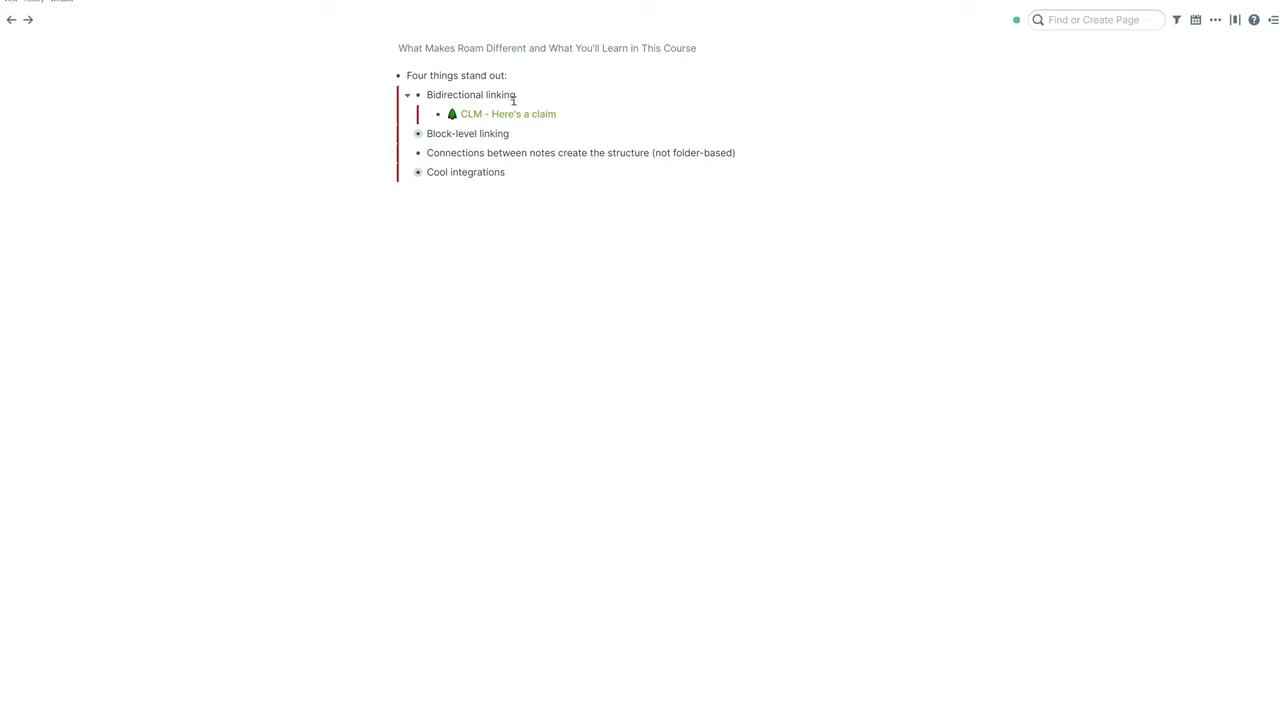 Find or Create Page
What Makes Roam Different and What You'll Learn in This Course
Four things stand out:
Bidirectional linking
CLM - Here's a claim
Block-level linking
Connections between notes create the structure (not folder-based)
Cool integrations